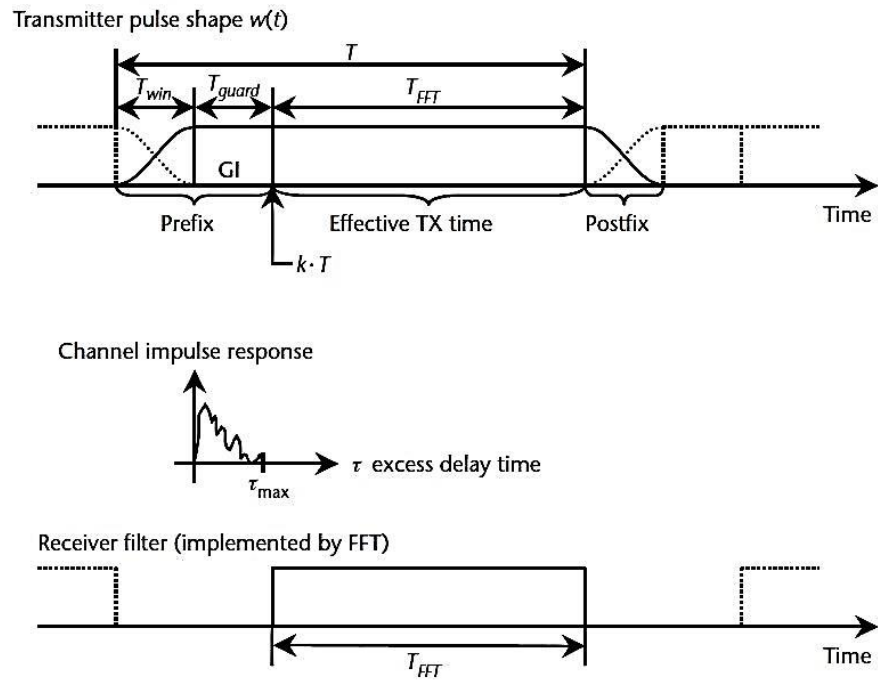 Transmitter pulse shape w(t)
T
T_win T_guard T_FFT
GI
Prefix Effective TX time Postfix Time
k · T
Channel impulse response
τ excess delay time
τ_max
Receiver filter (implemented by FFT)
Time
T_FFT